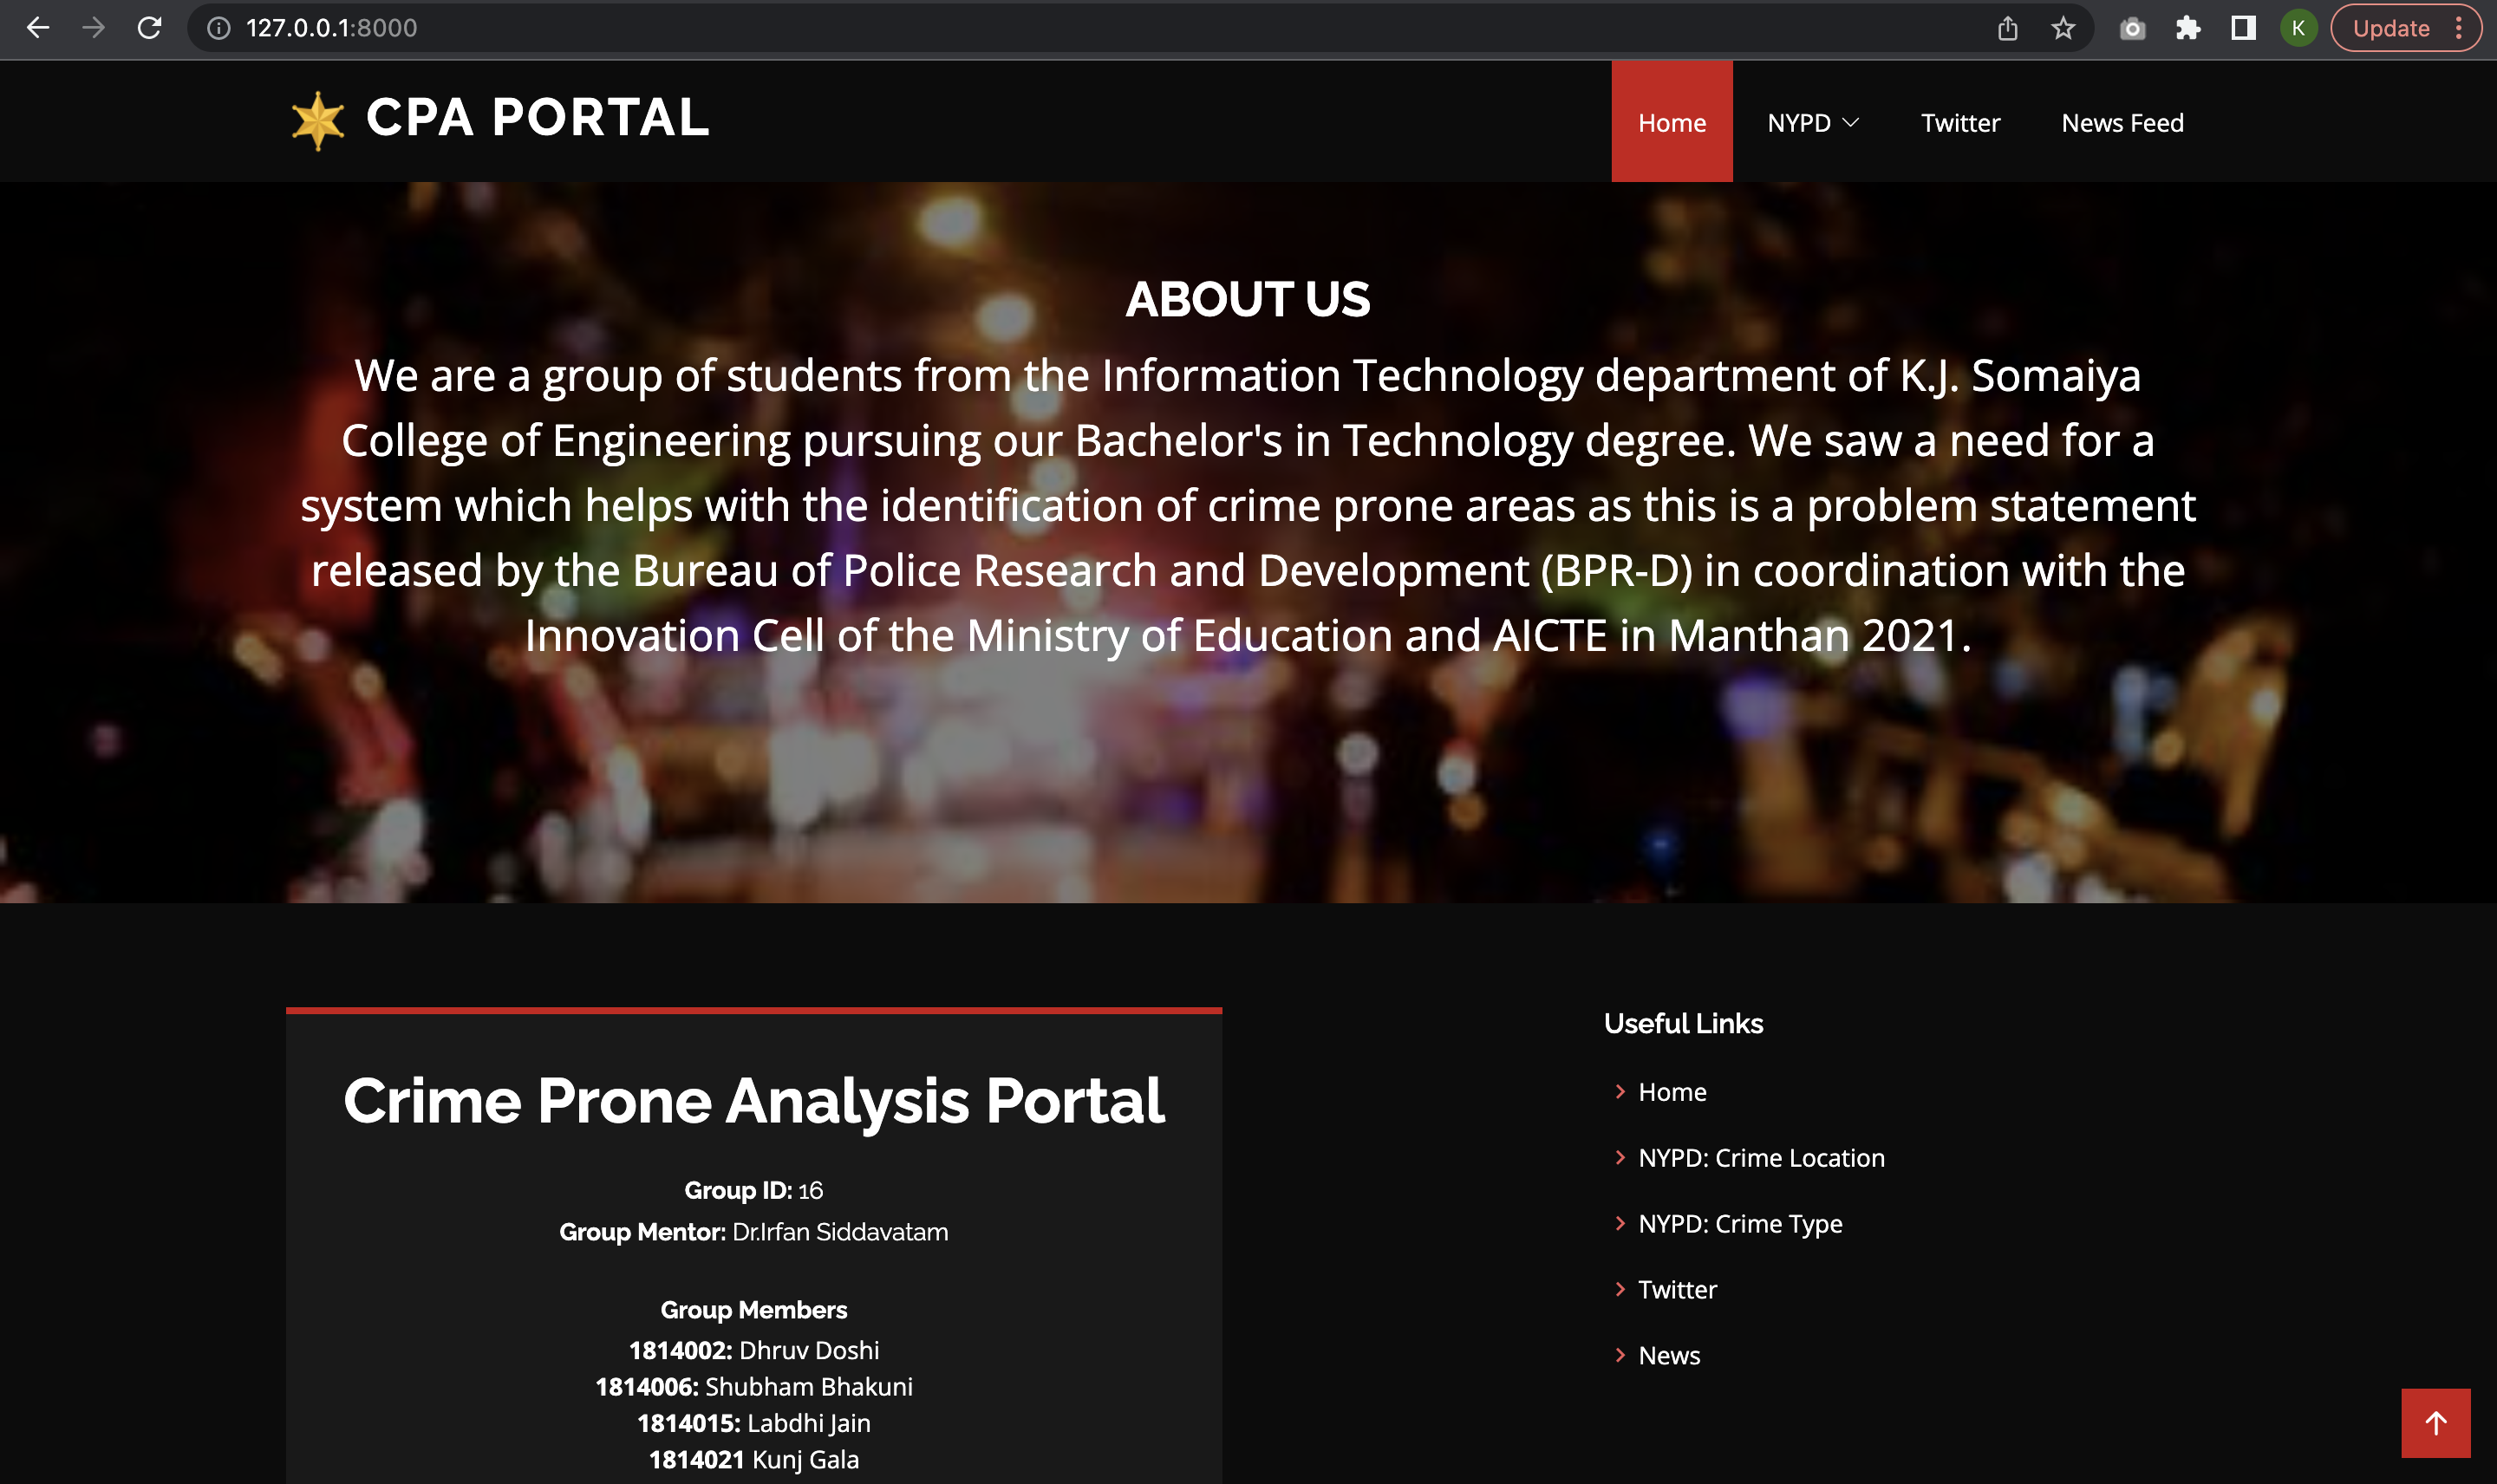 127.0.0.1:8000
K
Update
CPA PORTAL
Home
NYPD
Twitter
News Feed
ABOUT US
We are a group of students from the Information Technology department of K.J. Somaiya
College of Engineering pursuing our Bachelor's in Technology degree. We saw a need for a
system which helps with the identification of crime prone areas as this is a problem statement
released by the Bureau of Police Research and Development (BPR-D) in coordination with the
Innovation Cell of the Ministry of Education and AICTE in Manthan 2021.
Crime Prone Analysis Portal
Group ID: 16
Group Mentor: Dr.Irfan Siddavatam
Group Members
1814002: Dhruv Doshi
1814006: Shubham Bhakuni
1814015: Labdhi Jain
1814021 Kunj Gala
Useful Links
Home
NYPD: Crime Location
NYPD: Crime Type
Twitter
News